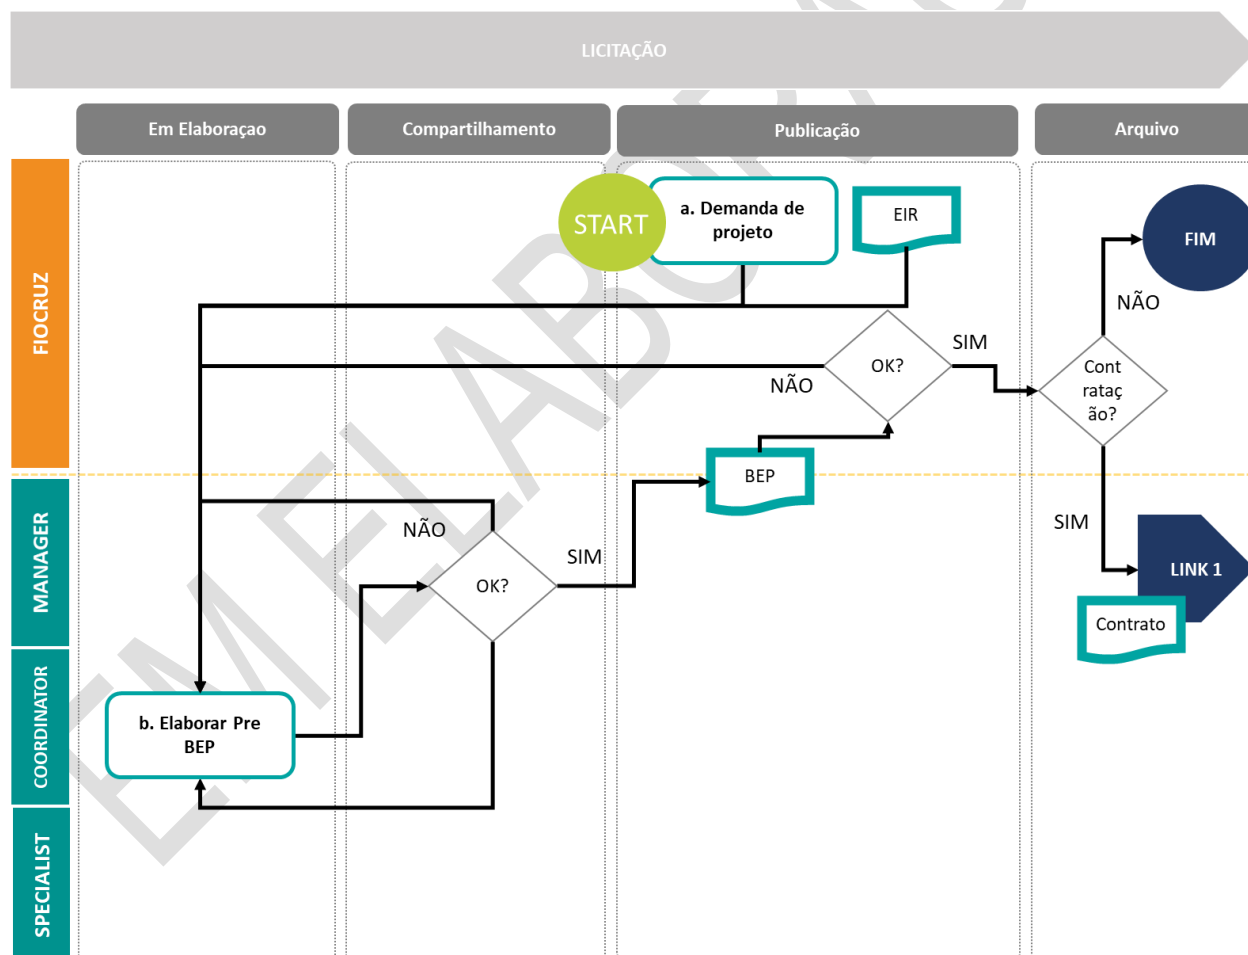 LICITAÇÃO
Em Elaboraçao
Compartilhamento
Publicação
Arquivo
FIOCRUZ
START
a. Demanda de
projeto
EIR
FIM
NÃO
OK?
SIM
NÃO
Cont
rataç
ão?
BEP
MANAGER
NÃO
OK?
SIM
SIM
LINK 1
Contrato
COORDINATOR
b. Elaborar Pre
BEP
SPECIALIST
EM ELABORA